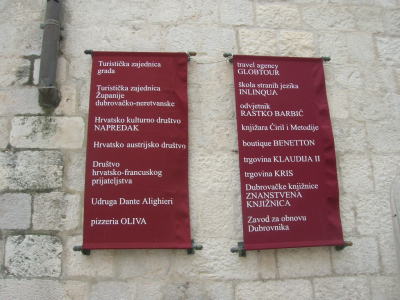 Turistička zajednica
grada
Turistička zajednica
Županije
dubrovačko-neretvanske
Hrvatsko kulturno društvo
NAPREDAK
Hrvatsko austrijsko društvo
Društvo
hrvatsko-francuskog
prijateljstva
Udruga Dante Alighieri
pizzeria OLIVA
travel agency
GLOBTOUR
škola stranih jezika
INLINQUA
odvjetnik
RASTKO BARBIĆ
knjižara Ćiril i Metodije
boutique BENETTON
trgovina KLAUDIJA II
trgovina KRIS
Dubrovačke knjižnice
ZNANSTVENA
KNJIŽNICA
Zavod za obnovu
Dubrovnika